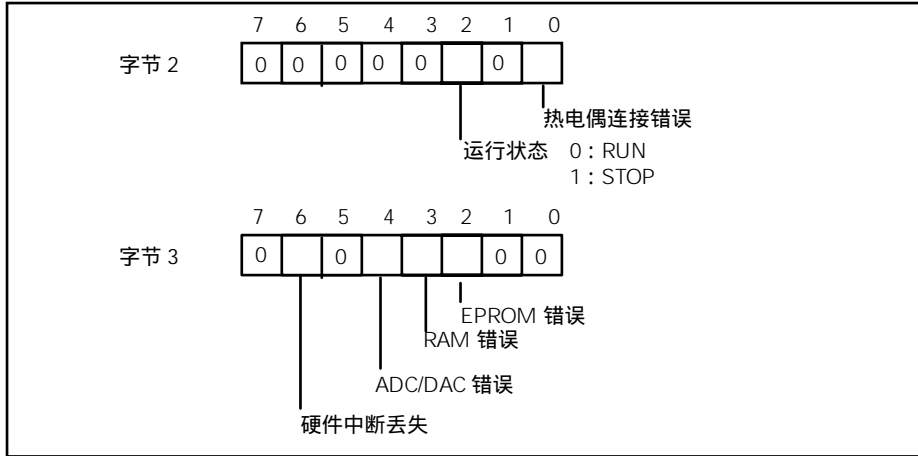 7 6 5 4 3 2 1 0
字节 2 0 0 0 0 0 0
热电偶连接错误
运行状态 0：RUN
1：STOP
7 6 5 4 3 2 1 0
字节 3 0 0 0 0
EPROM 错误
RAM 错误
ADC/DAC 错误
硬件中断丢失